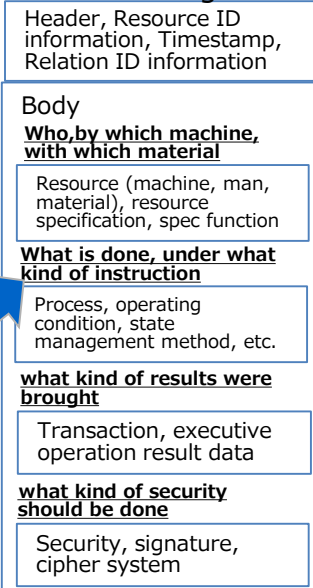 Header, Resource ID
information, Timestamp,
Relation ID information
Body
Who,by which machine,
with which material
Resource (machine, man,
material), resource
specification, spec function
What is done, under what
kind of instruction
Process, operating
condition, state
management method, etc.
what kind of results were
brought
Transaction, executive
operation result data
what kind of security
should be done
Security, signature,
cipher system